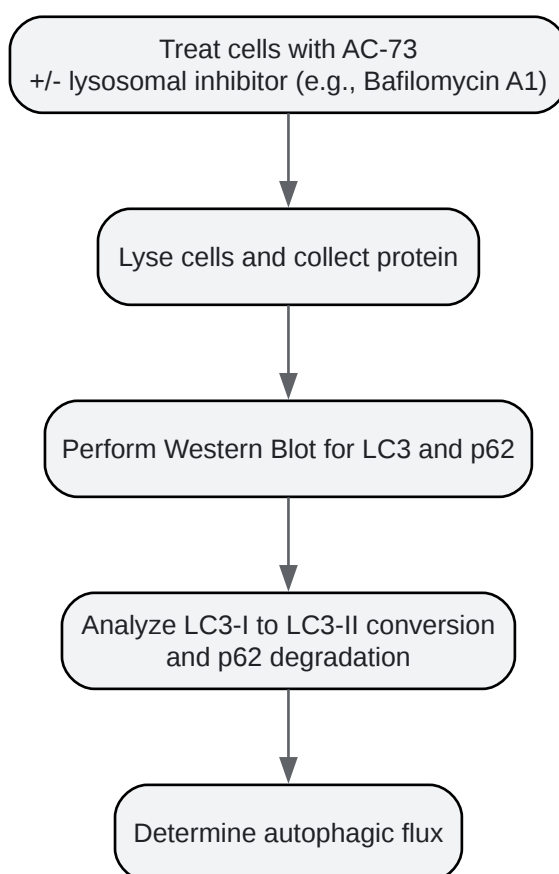 Treat cells with AC-73
+/- lysosomal inhibitor (e.g., Bafilomycin A1)
Lyse cells and collect protein
Perform Western Blot for LC3 and p62
Analyze LC3-I to LC3-II conversion
and p62 degradation
Determine autophagic flux